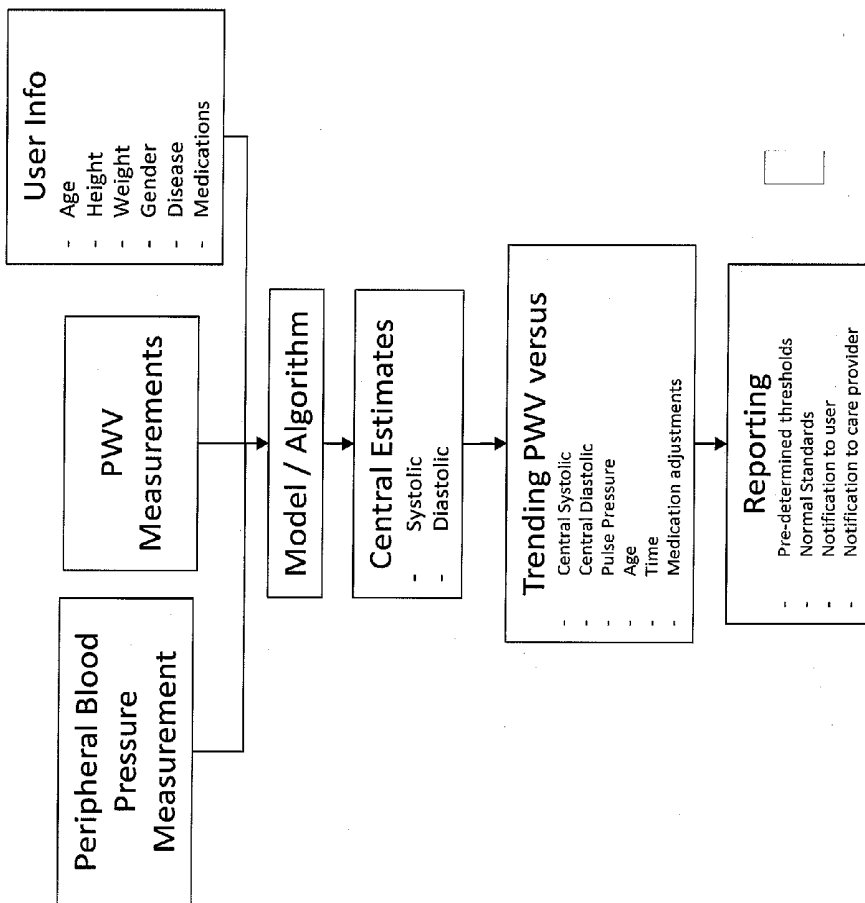 Peripheral Blood
Pressure
Measurement
PWV
Measurements
User Info
- Age
- Height
- Weight
- Gender
- Disease
- Medications
Model / Algorithm
Central Estimates
- Systolic
- Diastolic
Trending PWV versus
- Central Systolic
- Central Diastolic
- Pulse Pressure
- Age
- Time
- Medication adjustments
Reporting
- Pre-determined thresholds
- Normal Standards
- Notification to user
- Notification to care provider